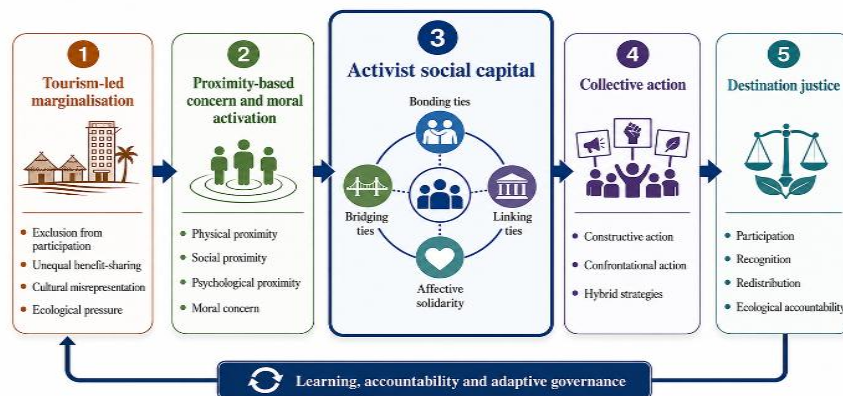 1
Tourism-led
marginalisation
• Exclusion from
participation
• Unequal benefit-sharing
• Cultural misrepresentation
• Ecological pressure
2
Proximity-based
concern and moral
activation
• Physical proximity
• Social proximity
• Psychological proximity
• Moral concern
3
Activist social capital
Bonding ties
Bridging
ties
Linking
ties
Affective
solidarity
4
Collective action
• Constructive action
• Confrontational action
• Hybrid strategies
5
Destination justice
• Participation
• Recognition
• Redistribution
• Ecological accountability
Learning, accountability and adaptive governance